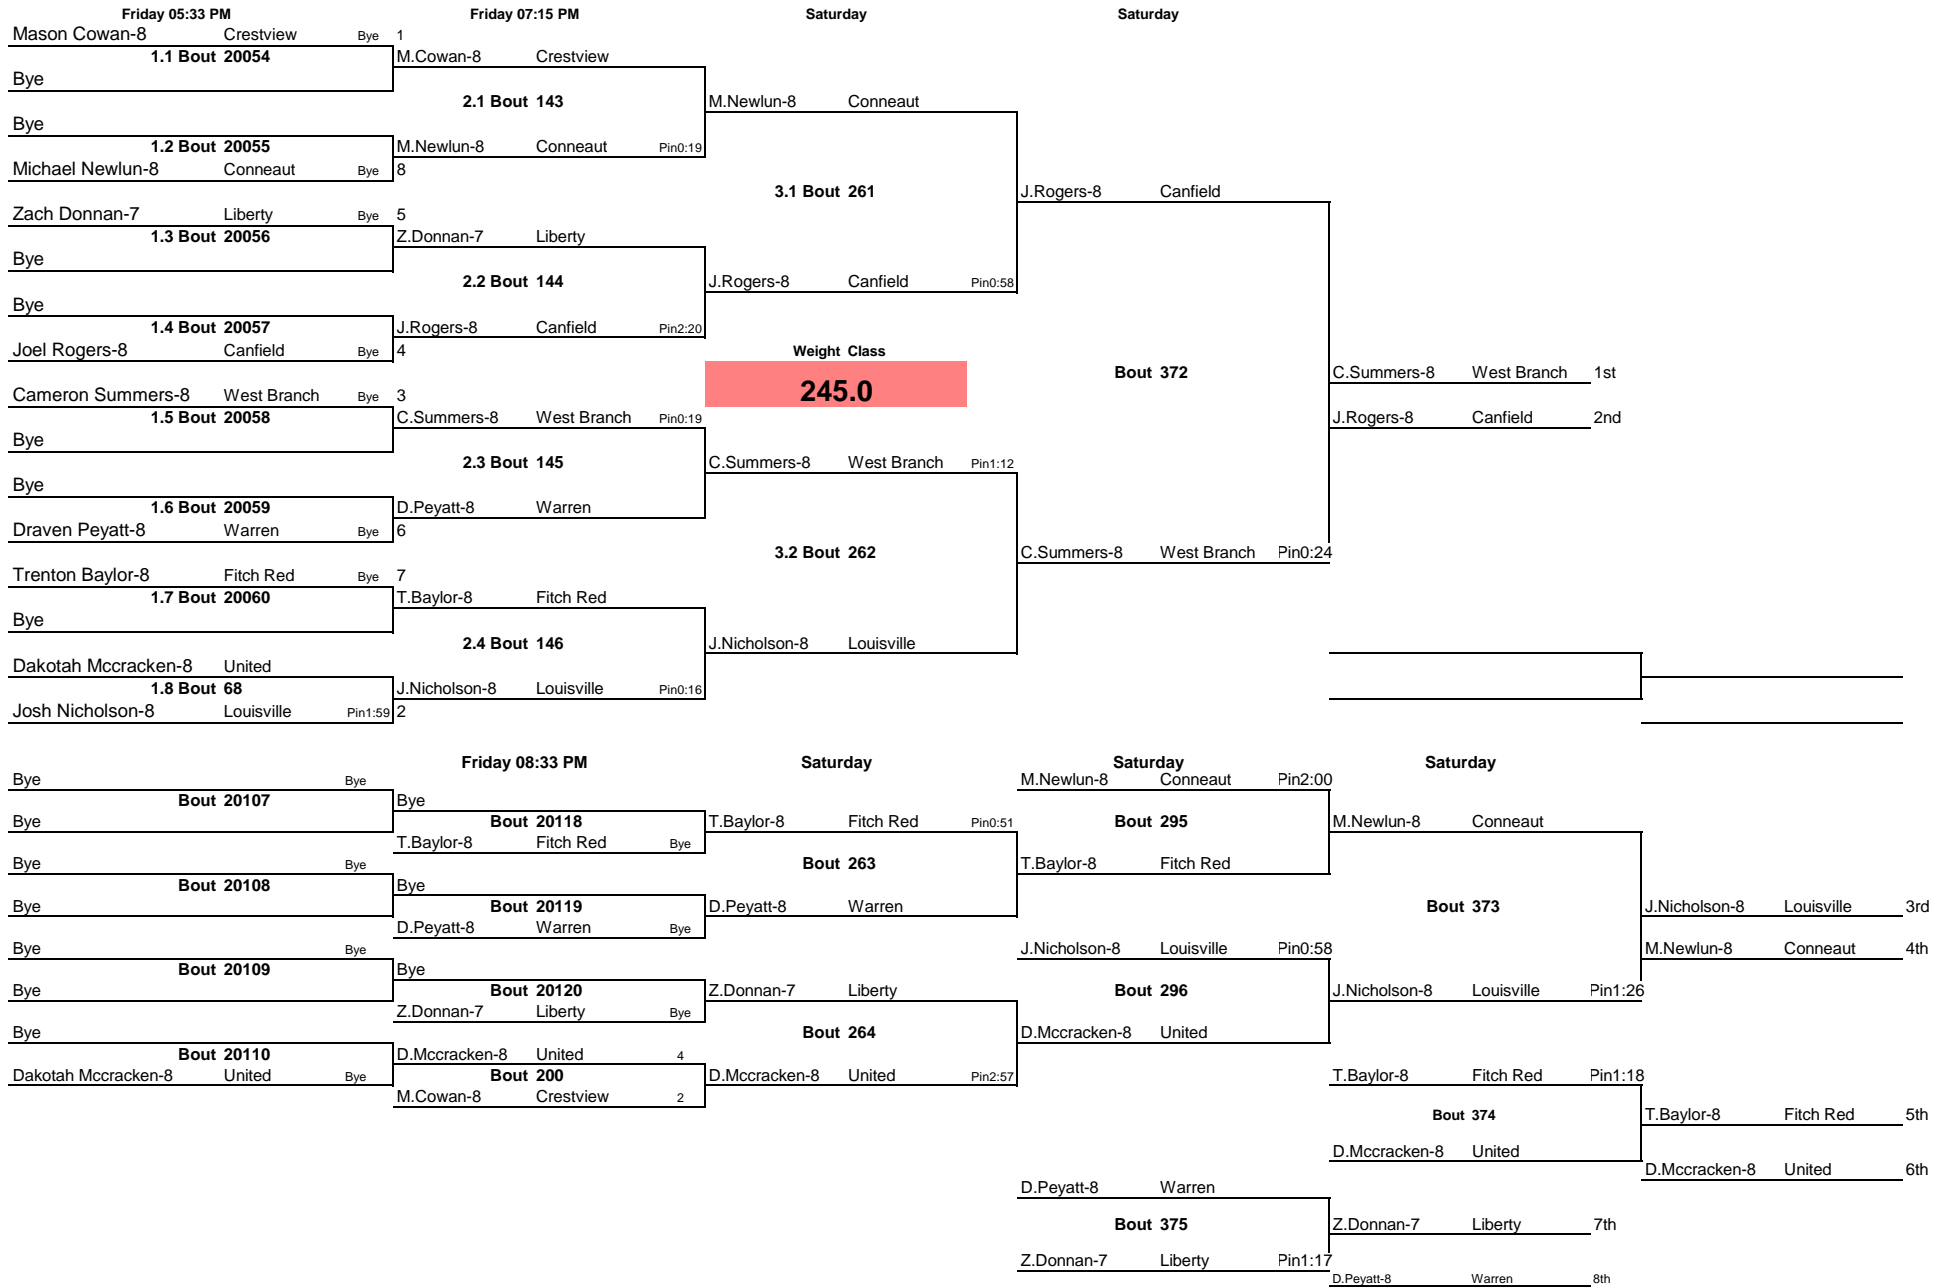 Friday 05:33 PM Friday 07:15 PM Saturday Saturday
Mason Cowan-8 Crestview Bye 1
1.1 Bout 20054 M.Cowan-8 Crestview
Bye
2.1 Bout 143 M.Newlun-8 Conneaut
Bye
1.2 Bout 20055 M.Newlun-8 Conneaut Pin0:19
Michael Newlun-8 Conneaut Bye 8
3.1 Bout 261 J.Rogers-8 Canfield
Zach Donnan-7 Liberty Bye 5
1.3 Bout 20056 Z.Donnan-7 Liberty
Bye
2.2 Bout 144 J.Rogers-8 Canfield Pin0:58
Bye
1.4 Bout 20057 J.Rogers-8 Canfield Pin2:20
Joel Rogers-8 Canfield Bye 4 Weight Class
Bout 372 C.Summers-8 West Branch 1st
Cameron Summers-8 West Branch Bye 3 245.0
1.5 Bout 20058 C.Summers-8 West Branch Pin0:19 J.Rogers-8 Canfield 2nd
Bye
2.3 Bout 145 C.Summers-8 West Branch Pin1:12
Bye
1.6 Bout 20059 D.Peyatt-8 Warren
Draven Peyatt-8 Warren Bye 6
3.2 Bout 262 C.Summers-8 West Branch Pin0:24
Trenton Baylor-8 Fitch Red Bye 7
1.7 Bout 20060 T.Baylor-8 Fitch Red
Bye
2.4 Bout 146 J.Nicholson-8 Louisville
Dakotah Mccracken-8 United
1.8 Bout 68 J.Nicholson-8 Louisville Pin0:16
Josh Nicholson-8 Louisville Pin1:59 2
Friday 08:33 PM Saturday Saturday Saturday
Bye Bye M.Newlun-8 Conneaut Pin2:00
Bout 20107 Bye
Bye Bout 20118 T.Baylor-8 Fitch Red Pin0:51 Bout 295 M.Newlun-8 Conneaut
T.Baylor-8 Fitch Red Bye
Bye Bye Bout 263 T.Baylor-8 Fitch Red
Bout 20108 Bye
Bye Bout 20119 D.Peyatt-8 Warren Bout 373 J.Nicholson-8 Louisville 3rd
D.Peyatt-8 Warren Bye
Bye Bye J.Nicholson-8 Louisville Pin0:58 M.Newlun-8 Conneaut 4th
Bout 20109 Bye
Bye Bout 20120 Z.Donnan-7 Liberty Bout 296 J.Nicholson-8 Louisville Pin1:26
Z.Donnan-7 Liberty Bye
Bye Bout 264 D.Mccracken-8 United
Bout 20110 D.Mccracken-8 United 4
Dakotah Mccracken-8 United Bye Bout 200 D.Mccracken-8 United Pin2:57 T.Baylor-8 Fitch Red Pin1:18
M.Cowan-8 Crestview 2
Bout 374 T.Baylor-8 Fitch Red 5th
D.Mccracken-8 United
D.Mccracken-8 United 6th
D.Peyatt-8 Warren
Bout 375 Z.Donnan-7 Liberty 7th
Z.Donnan-7 Liberty Pin1:17
D.Peyatt-8 Warren 8th